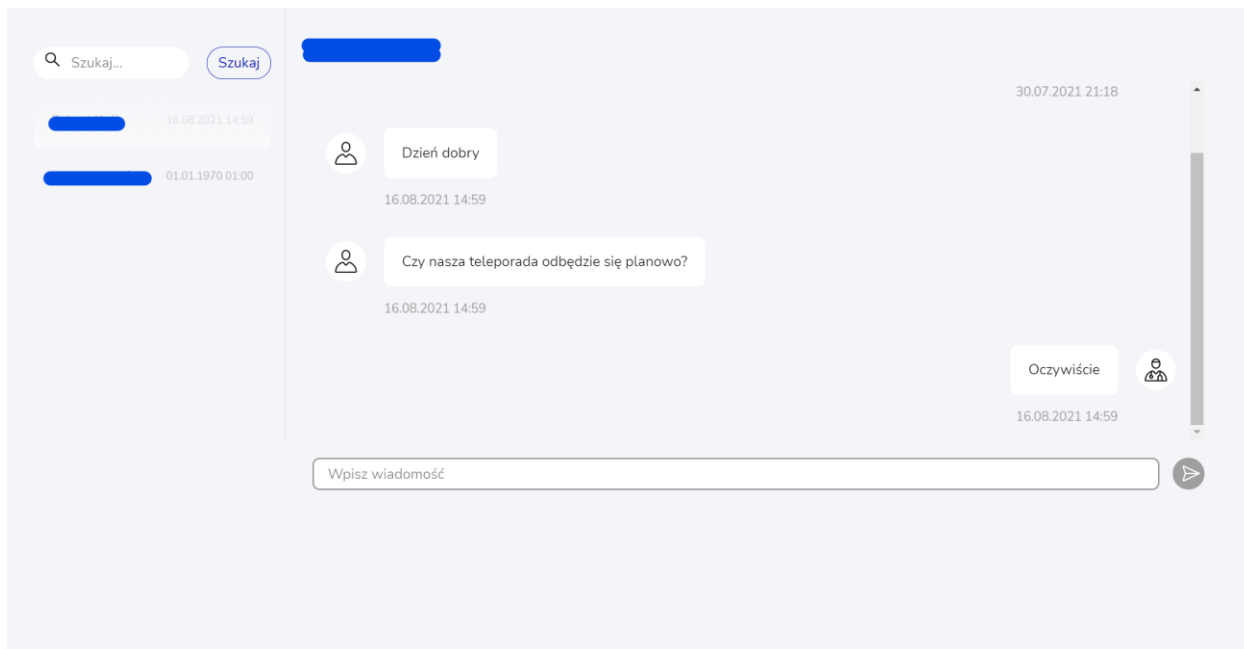 Szukaj...
Szukaj
16.08.2021 14:59
01.01.1970 01:00
30.07.2021 21:18
Dzień dobry
16.08.2021 14:59
Czy nasza teleporada odbędzie się planowo?
16.08.2021 14:59
Oczywiście
16.08.2021 14:59
Wpisz wiadomość